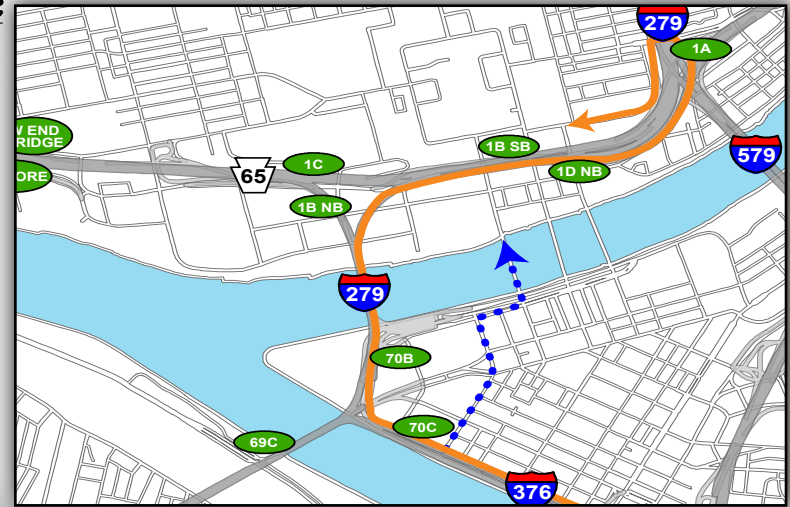 279
1A
W END
RIDGE
1B SB
579
1C
65
1D NB
ORE
1B NB
279
70B
70C
69C
376